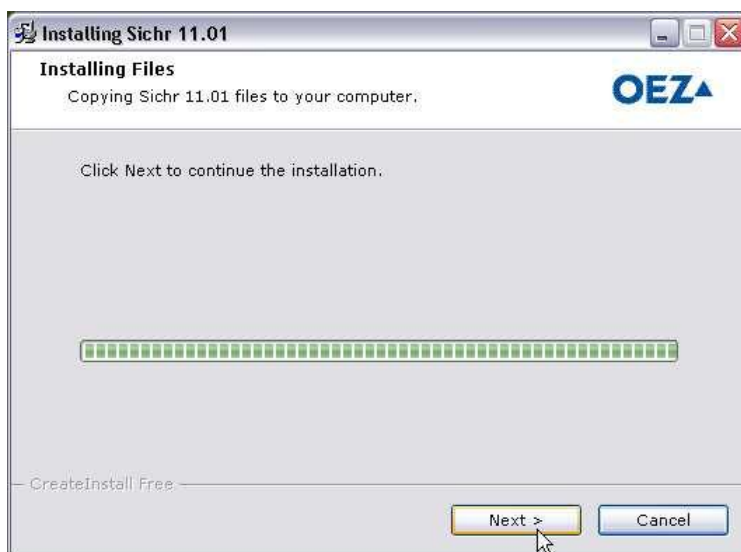 Installing Sichr 11.01
Installing Files
Copying Sichr 11.01 files to your computer.
OEZ
Click Next to continue the installation.
CreateInstall Free
Next >
Cancel